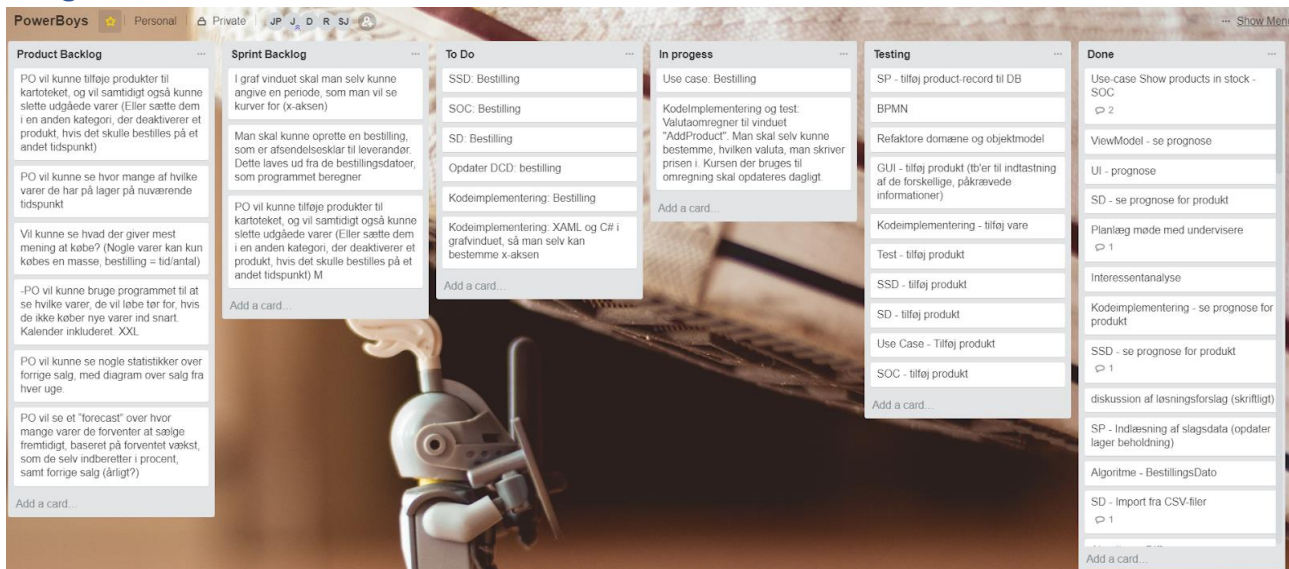 PowerBoys
Personal
Private
JP J D R SJ
... Show Menu
Product Backlog
PO vil kunne tilføje produkter til
kartoteket, og vil samtidigt også kunne
slette udgåede varer (Eller sætte dem
i en anden kategori, der deaktiverer et
produkt, hvis det skulle bestilles på et
andet tidspunkt)
PO vil kunne se hvor mange af hvilke
varer de har på lager på nuværende
tidspunkt
Vil kunne se hvad der giver mest
mening at købe? (Nogle varer kan kun
købes en masse, bestilling = tid/antal)
-PO vil kunne bruge programmet til at
se hvilke varer, de vil løbe tør for, hvis
de ikke køber nye varer ind snart.
Kalender inkluderet. XXL
PO vil kunne se nogle statistikker over
forrige salg, med diagram over salg fra
hver uge.
PO vil se et "forecast" over hvor
mange varer de forventer at sælge
fremtidigt, baseret på forventet vækst,
som de selv indberetter i procent,
samt forrige salg (årligt?)
Add a card...
Sprint Backlog
I graf vinduet skal man selv kunne
angive en periode, som man vil se
kurver for (x-aksen)
Man skal kunne oprette en bestilling,
som er afsendelsesklar til leverandør.
Dette laves ud fra de bestillingsdatoer,
som programmet beregner
PO vil kunne tilføje produkter til
kartoteket, og vil samtidigt også kunne
slette udgåede varer (Eller sætte dem
i en anden kategori, der deaktiverer et
produkt, hvis det skulle bestilles på et
andet tidspunkt) M
Add a card...
To Do
SSD: Bestilling
SOC: Bestilling
SD: Bestilling
Opdater DCD: bestilling
Kodeimplementering: Bestilling
Kodeimplementering: XAML og C# i
grafvinduet, så man selv kan
bestemme x-aksen
Add a card...
In progess
Use case: Bestilling
KodeImplementering og test:
Valutaomregner til vinduet
"AddProduct". Man skal selv kunne
bestemme, hvilken valuta, man skriver
prisen i. Kursen der bruges til
omregning skal opdateres dagligt.
Add a card...
Testing
SP - tilføj product-record til DB
BPMN
Refaktore domæne og objektmodel
GUI - tilføj produkt (tb'er til indtastning
af de forskellige, påkrævede
informationer)
Kodeimplementering - tilføj vare
Test - tilføj produkt
SSD - tilføj produkt
SD - tilføj produkt
Use Case - Tilføj produkt
SOC - tilføj produkt
Add a card...
Done
Use-case Show products in stock -
SOC
2
ViewModel - se prognose
UI - prognose
SD - se prognose for produkt
Planlæg møde med undervisere
1
Interessentanalyse
Kodeimplementering - se prognose for
produkt
SSD - se prognose for produkt
1
diskussion af løsningsforslag (skriftligt)
SP - Indlæsning af slagsdata (opdater
lager beholdning)
Algoritme - BestillingsDato
SD - Import fra CSV-filer
1
Add a card...